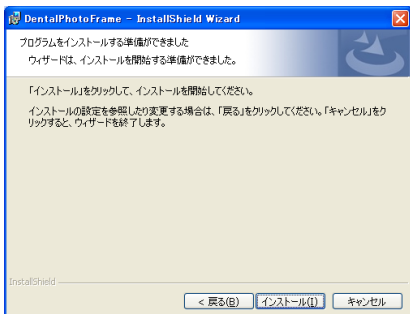 DentalPhotoFrame - InstallShield Wizard
プログラムをインストールする準備ができました
ウィザードは、インストールを開始する準備ができました。
「インストール」をクリックして、インストールを開始してください。
インストールの設定を参照したり変更する場合は、「戻る」をクリックしてください。「キャンセル」をク
リックすると、ウィザードを終了します。
InstallShield
< 戻る(B) インストール(I) キャンセル